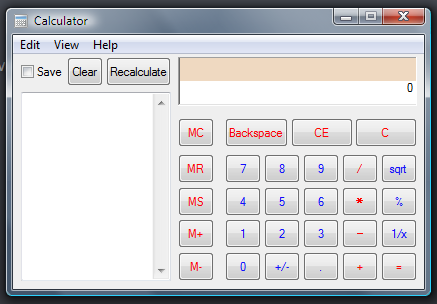 Calculator
Edit View Help
Save Clear Recalculate
0
MC Backspace CE C
MR 7 8 9 / sqrt
MS 4 5 6 * %
M+ 1 2 3 - 1/x
M- 0 +/- . + =